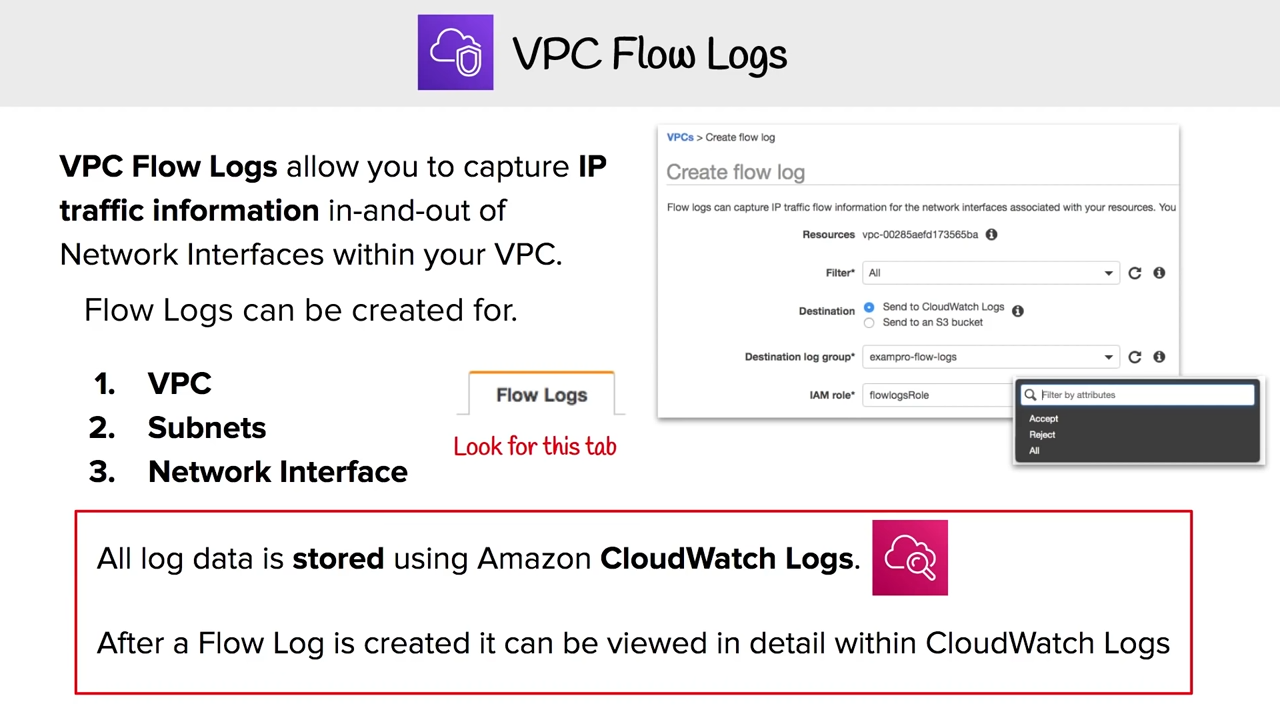 VPC Flow Logs
VPC Flow Logs allow you to capture IP
traffic information in-and-out of
Network Interfaces within your VPC.
Flow Logs can be created for.
1. VPC
2. Subnets
3. Network Interface
Flow Logs
Look for this tab
VPCs > Create flow log
Create flow log
Flow logs can capture IP traffic flow information for the network interfaces associated with your resources. You
Resources vpc-00285aefd173565ba
Filter* All
Destination Send to CloudWatch Logs
Send to an S3 bucket
Destination log group* exampro-flow-logs
IAM role* flowlogsRole
Filter by attributes
Accept
Reject
All
All log data is stored using Amazon CloudWatch Logs.
After a Flow Log is created it can be viewed in detail within CloudWatch Logs